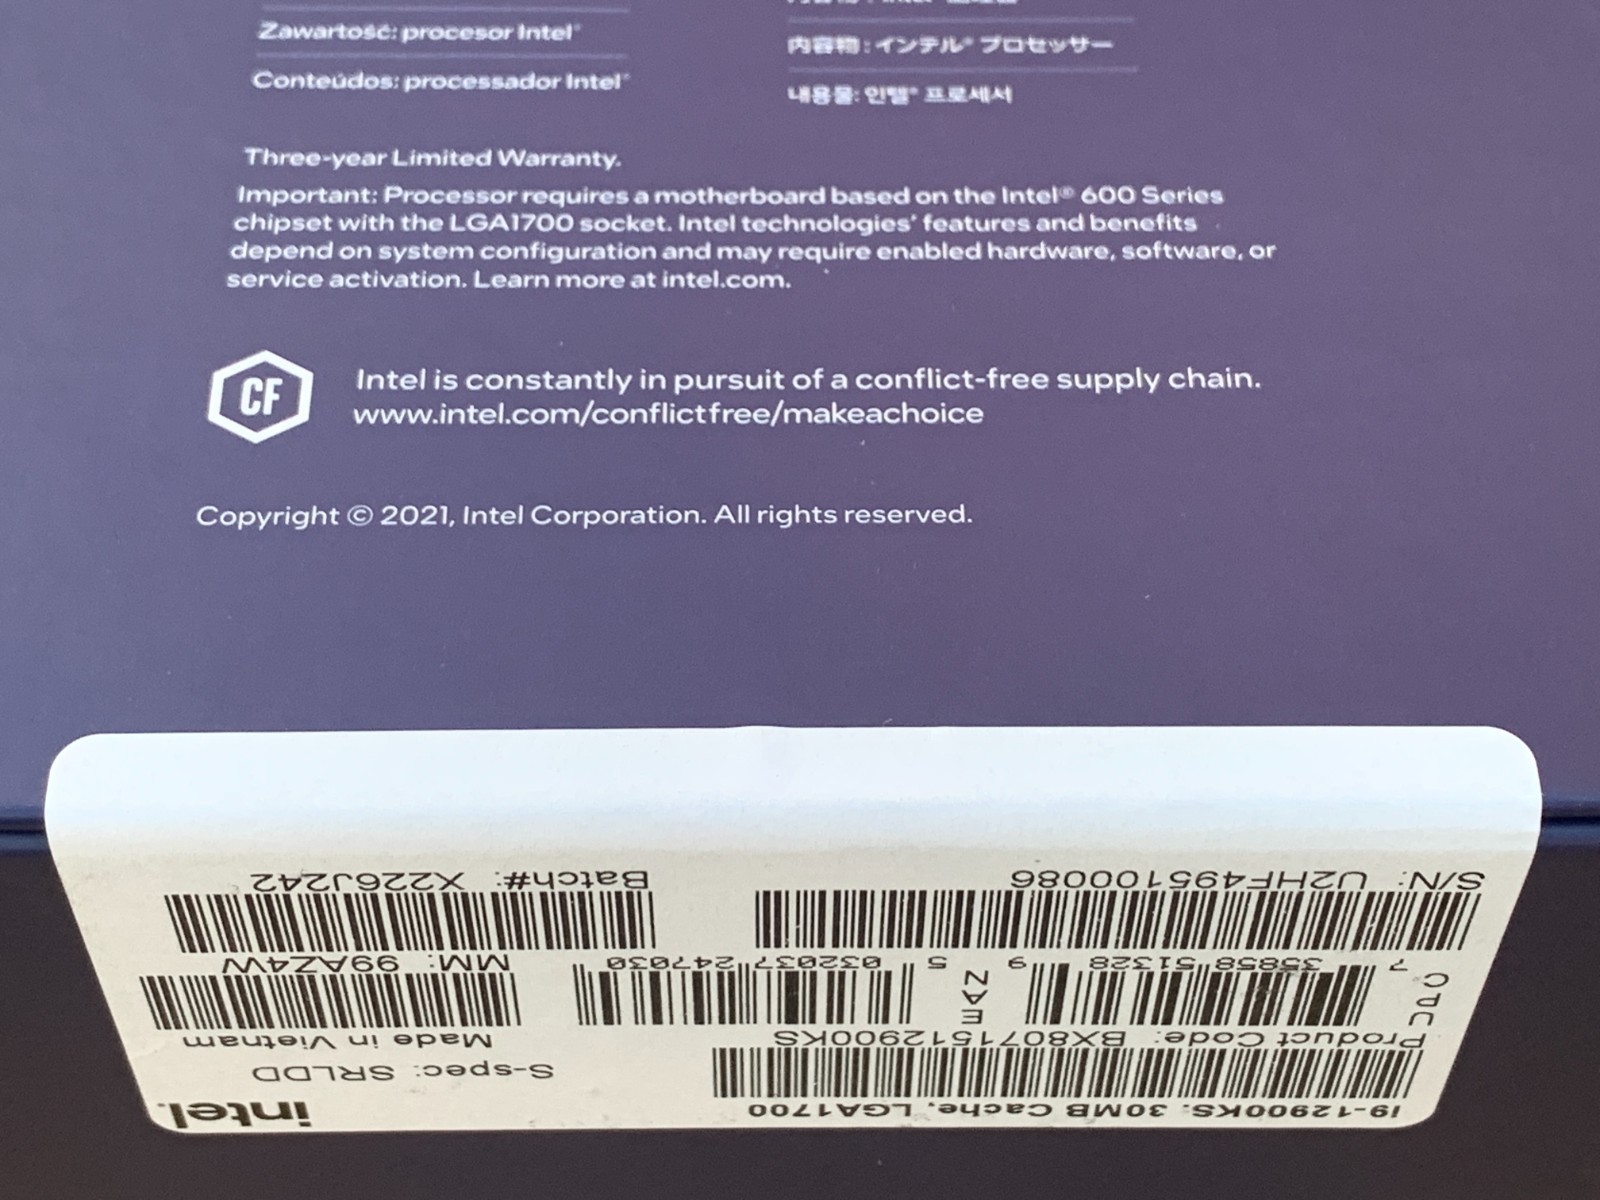 Zawartość: procesor Intel®
Conteúdos: processador Intel®
内容物：インテル® プロセッサー
내용물: 인텔® 프로세서
Three-year Limited Warranty.
Important: Processor requires a motherboard based on the Intel® 600 Series
chipset with the LGA1700 socket. Intel technologies' features and benefits
depend on system configuration and may require enabled hardware, software, or
service activation. Learn more at intel.com.
CF
Intel is constantly in pursuit of a conflict-free supply chain.
www.intel.com/conflictfree/makeachoice
Copyright © 2021, Intel Corporation. All rights reserved.
i9-12900KS: 30MB Cache, LGA1700
intel.
S-spec: SRLDD
Product Code: BX8071512900KS
Made in Vietnam
UPC
7 35858 51328 9
EAN
5 032037 247030
MM: 99AZ4W
S/N: U2HF495100086
Batch#: X226J242